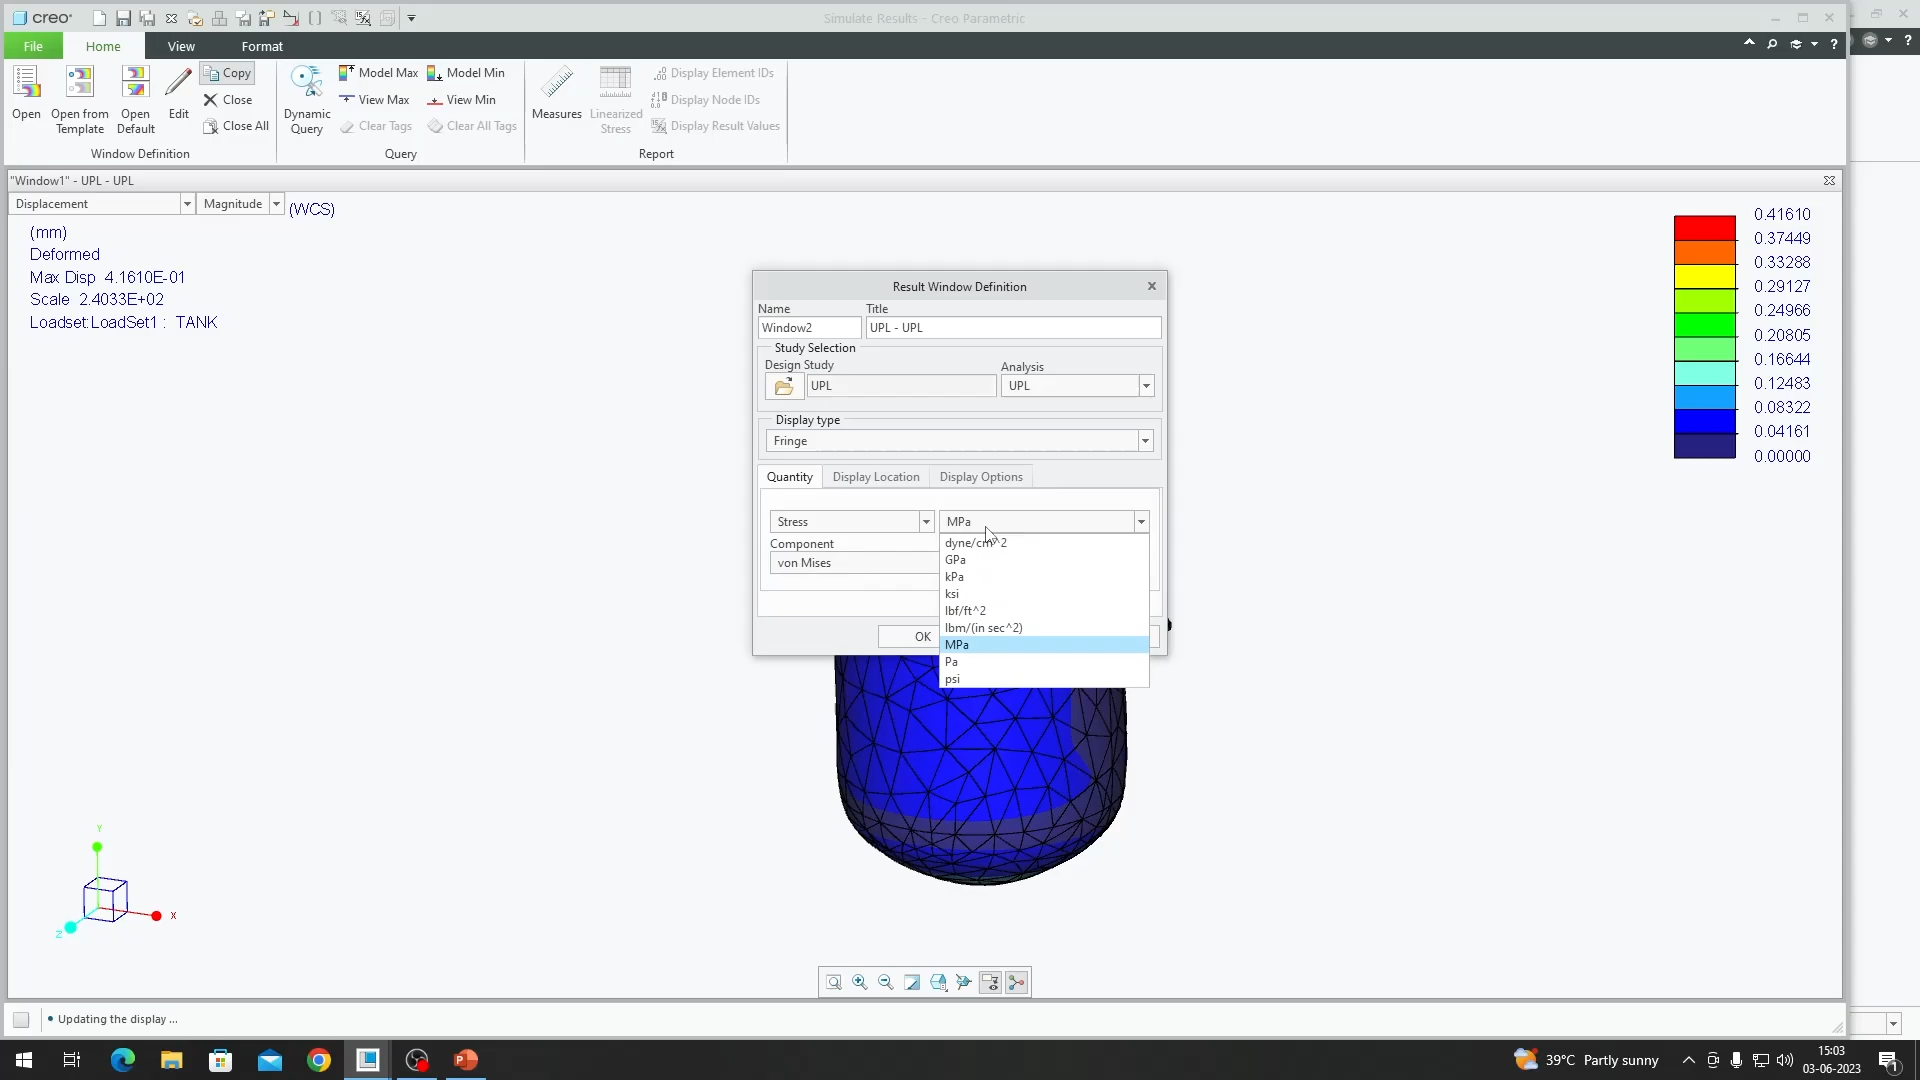 creo®
Simulate Results - Creo Parametric
File
Home
View
Format
Open
Open from Template
Open Default
Edit
Copy
Close
Close All
Window Definition
Dynamic Query
Model Max
Model Min
View Max
View Min
Clear Tags
Clear All Tags
Query
Measures
Linearized Stress
Display Element IDs
Display Node IDs
Display Result Values
Report
"Window1" - UPL - UPL
Displacement
Magnitude
(WCS)
(mm)
Deformed
Max Disp 4.1610E-01
Scale 2.4033E+02
Loadset:LoadSet1 : TANK
0.41610
0.37449
0.33288
0.29127
0.24966
0.20805
0.16644
0.12483
0.08322
0.04161
0.00000
Result Window Definition
Name
Title
Window2
UPL - UPL
Study Selection
Design Study
Analysis
UPL
UPL
Display type
Fringe
Quantity
Display Location
Display Options
Stress
MPa
Component
von Mises
dyne/cm^2
GPa
kPa
ksi
lbf/ft^2
lbm/(in sec^2)
MPa
Pa
psi
OK
Y
X
Z
• Updating the display ...
39°C Partly sunny
15:03
03-06-2023
1